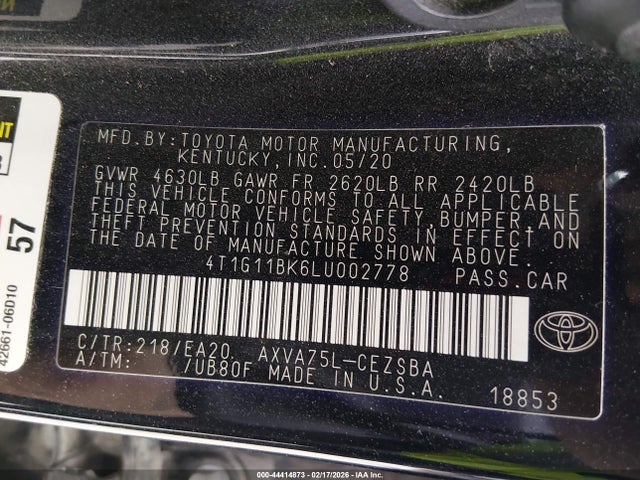 MFD.BY:TOYOTA MOTOR MANUFACTURING,
KENTUCKY, INC.05/20
GVWR 4630LB GAWR FR 2620LB RR 2420LB
THIS VEHICLE CONFORMS TO ALL APPLICABLE
FEDERAL MOTOR VEHICLE SAFETY, BUMPER, AND
THEFT PREVENTION STANDARDS IN EFFECT ON
THE DATE OF MANUFACTURE SHOWN ABOVE.
4T1G11BK6LU002778 PASS.CAR
C/TR:218/EA20 AXVA75L-CEZSBA
A/TM: /UB80F MADE IN U.S.A.
18853
57
42661-06D10
000-44414873 - 02/17/2026 - IAAI.COM